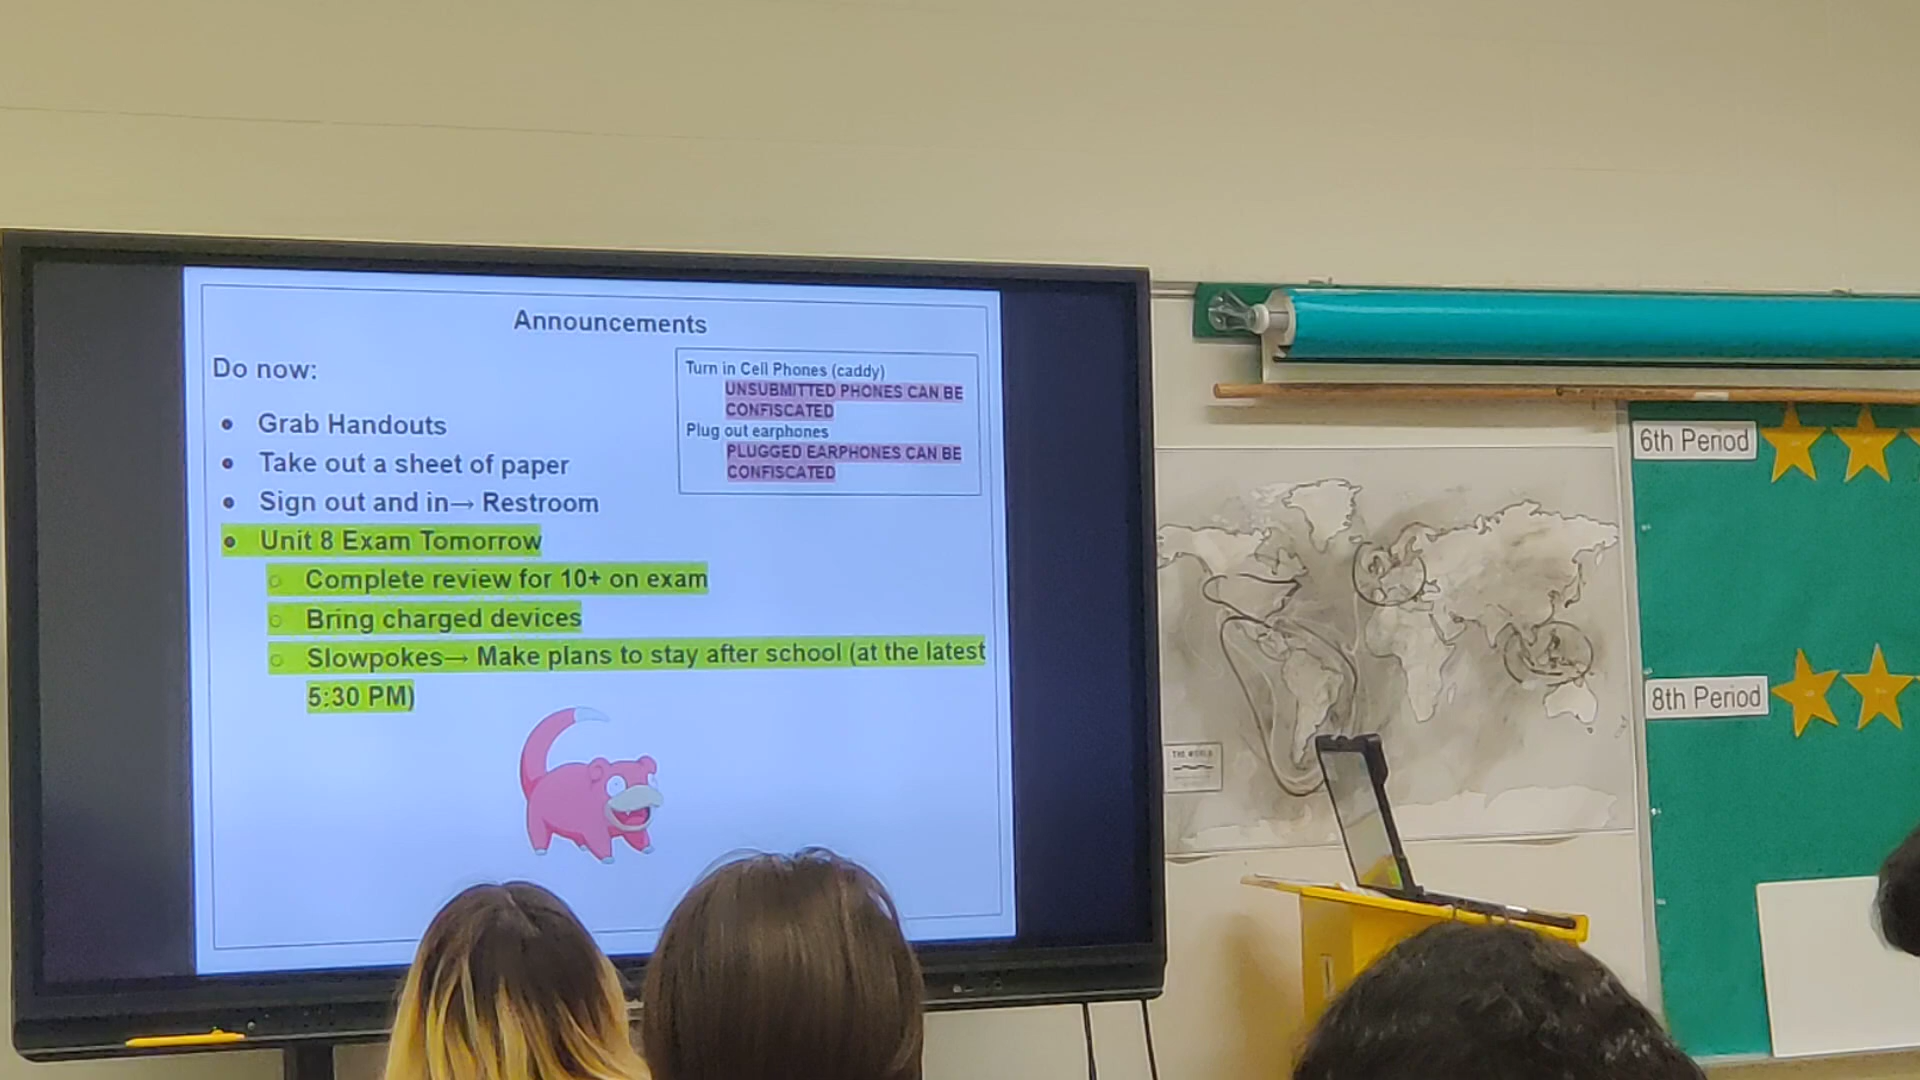 Announcements
Do now:
Grab Handouts
Take out a sheet of paper
Sign out and in→ Restroom
Unit 8 Exam Tomorrow
Complete review for 10+ on exam
Bring charged devices
Slowpokes→ Make plans to stay after school (at the latest
5:30 PM)
Turn in Cell Phones (caddy)
UNSUBMITTED PHONES CAN BE
CONFISCATED
Plug out earphones
PLUGGED EARPHONES CAN BE
CONFISCATED
6th Period
8th Period
THE WORLD